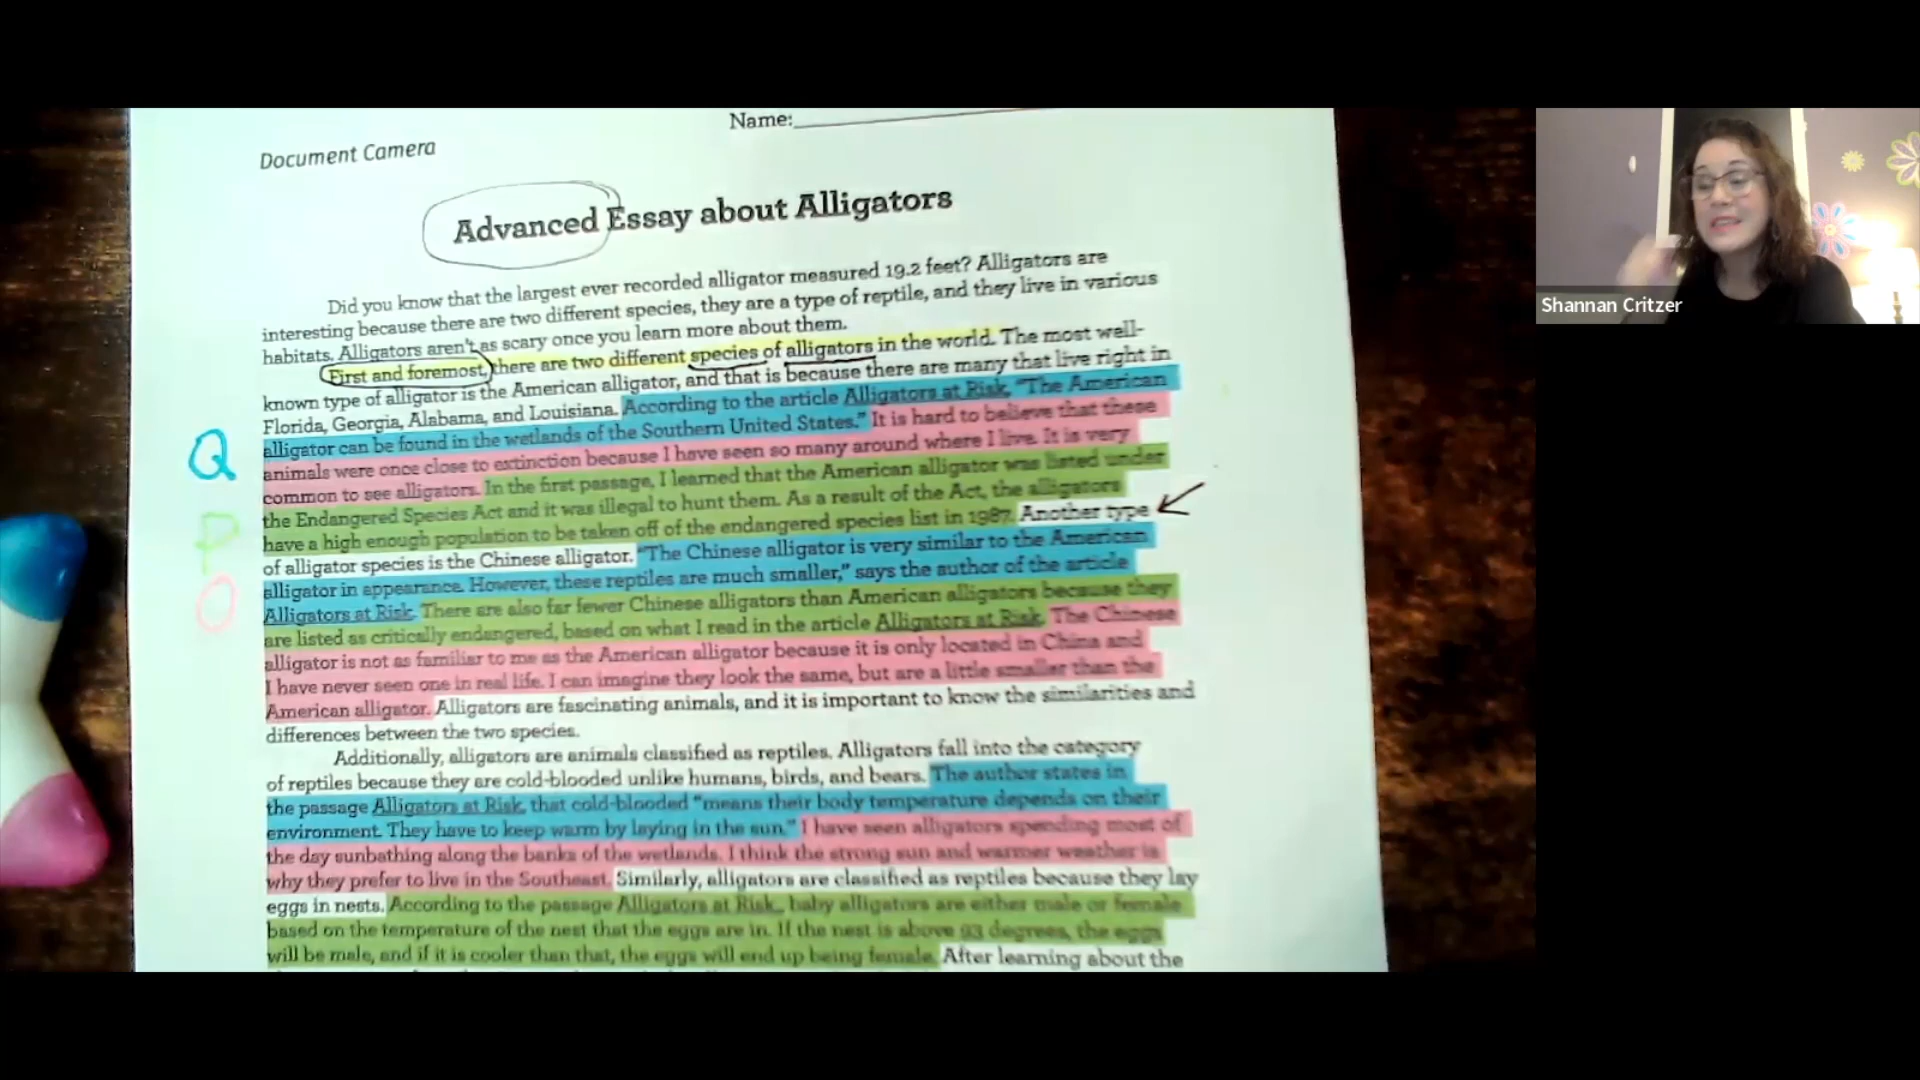 Name:
Document Camera
Advanced Essay about Alligators
Did you know that the largest ever recorded alligator measured 19.2 feet? Alligators are
interesting because there are two different species, they are a type of reptile, and they live in various
habitats. Alligators aren't as scary once you learn more about them.
First and foremost, there are two different species of alligators in the world. The most well-
known type of alligator is the American alligator, and that is because there are many that live right in
Florida, Georgia, Alabama, and Louisiana. According to the article Alligators at Risk, "The American
alligator can be found in the wetlands of the Southern United States." It is hard to believe that these
animals were once close to extinction because I have seen so many around where I live. It is very
common to see alligators. In the first passage, I learned that the American alligator was listed under
the Endangered Species Act and it was illegal to hunt them. As a result of the Act, the alligators
have a high enough population to be taken off of the endangered species list in 1987. Another type
of alligator species is the Chinese alligator. "The Chinese alligator is very similar to the American
alligator in appearance. However, these reptiles are much smaller," says the author of the article
Alligators at Risk. There are also far fewer Chinese alligators than American alligators because they
are listed as critically endangered, based on what I read in the article Alligators at Risk. The Chinese
alligator is not as familiar to me as the American alligator because it is only located in China and
I have never seen one in real life. I can imagine they look the same, but are a little smaller than the
American alligator. Alligators are fascinating animals, and it is important to know the similarities and
differences between the two species.
Additionally, alligators are animals classified as reptiles. Alligators fall into the category
of reptiles because they are cold-blooded unlike humans, birds, and bears. The author states in
the passage Alligators at Risk, that cold-blooded "means their body temperature depends on their
environment. They have to keep warm by laying in the sun." I have seen alligators spending most of
the day sunbathing along the banks of the wetlands. I think the strong sun and warmer weather is
why they prefer to live in the Southeast. Similarly, alligators are classified as reptiles because they lay
eggs in nests. According to the passage Alligators at Risk, baby alligators are either male or female
based on the temperature of the nest that the eggs are in. If the nest is above 93 degrees, the eggs
will be male, and if it is cooler than that, the eggs will end up being female. After learning about the
Q
P
O
Shannan Critzer